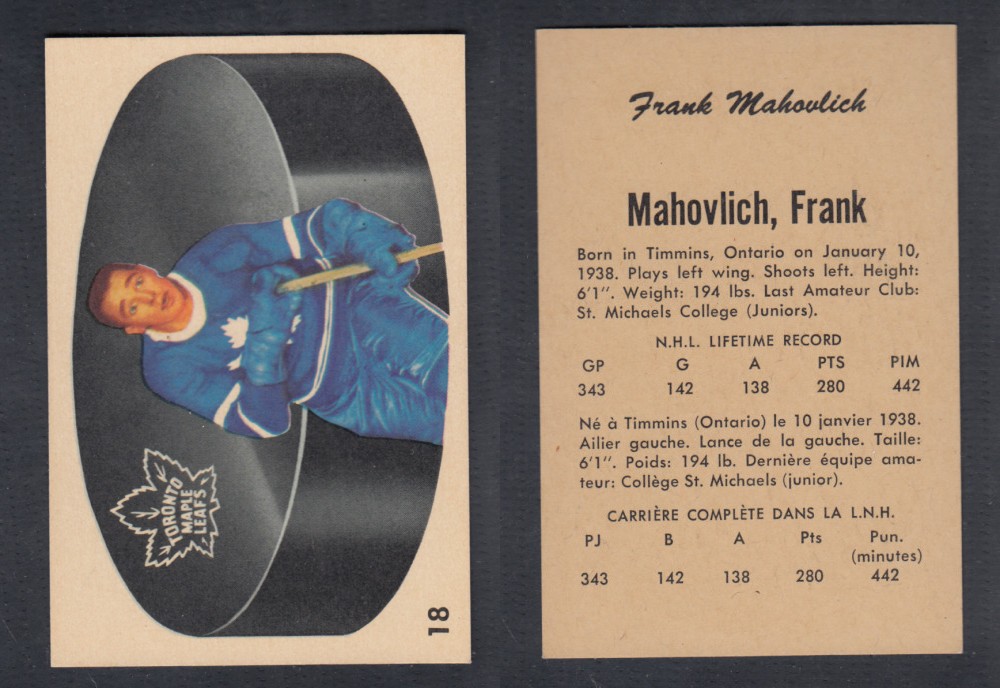 TORONTO
MAPLE
LEAFS
18
Frank Mahovlich
Mahovlich, Frank
Born in Timmins, Ontario on January 10,
1938. Plays left wing. Shoots left. Height:
6'1". Weight: 194 lbs. Last Amateur Club:
St. Michaels College (Juniors).
N.H.L. LIFETIME RECORD
GP G A PTS PIM
343 142 138 280 442
Né à Timmins (Ontario) le 10 janvier 1938.
Ailier gauche. Lance de la gauche. Taille:
6'1". Poids: 194 lb. Dernière équipe ama-
teur: Collège St. Michaels (junior).
CARRIÈRE COMPLÈTE DANS LA L.N.H.
PJ B A Pts Pun.
(minutes)
343 142 138 280 442